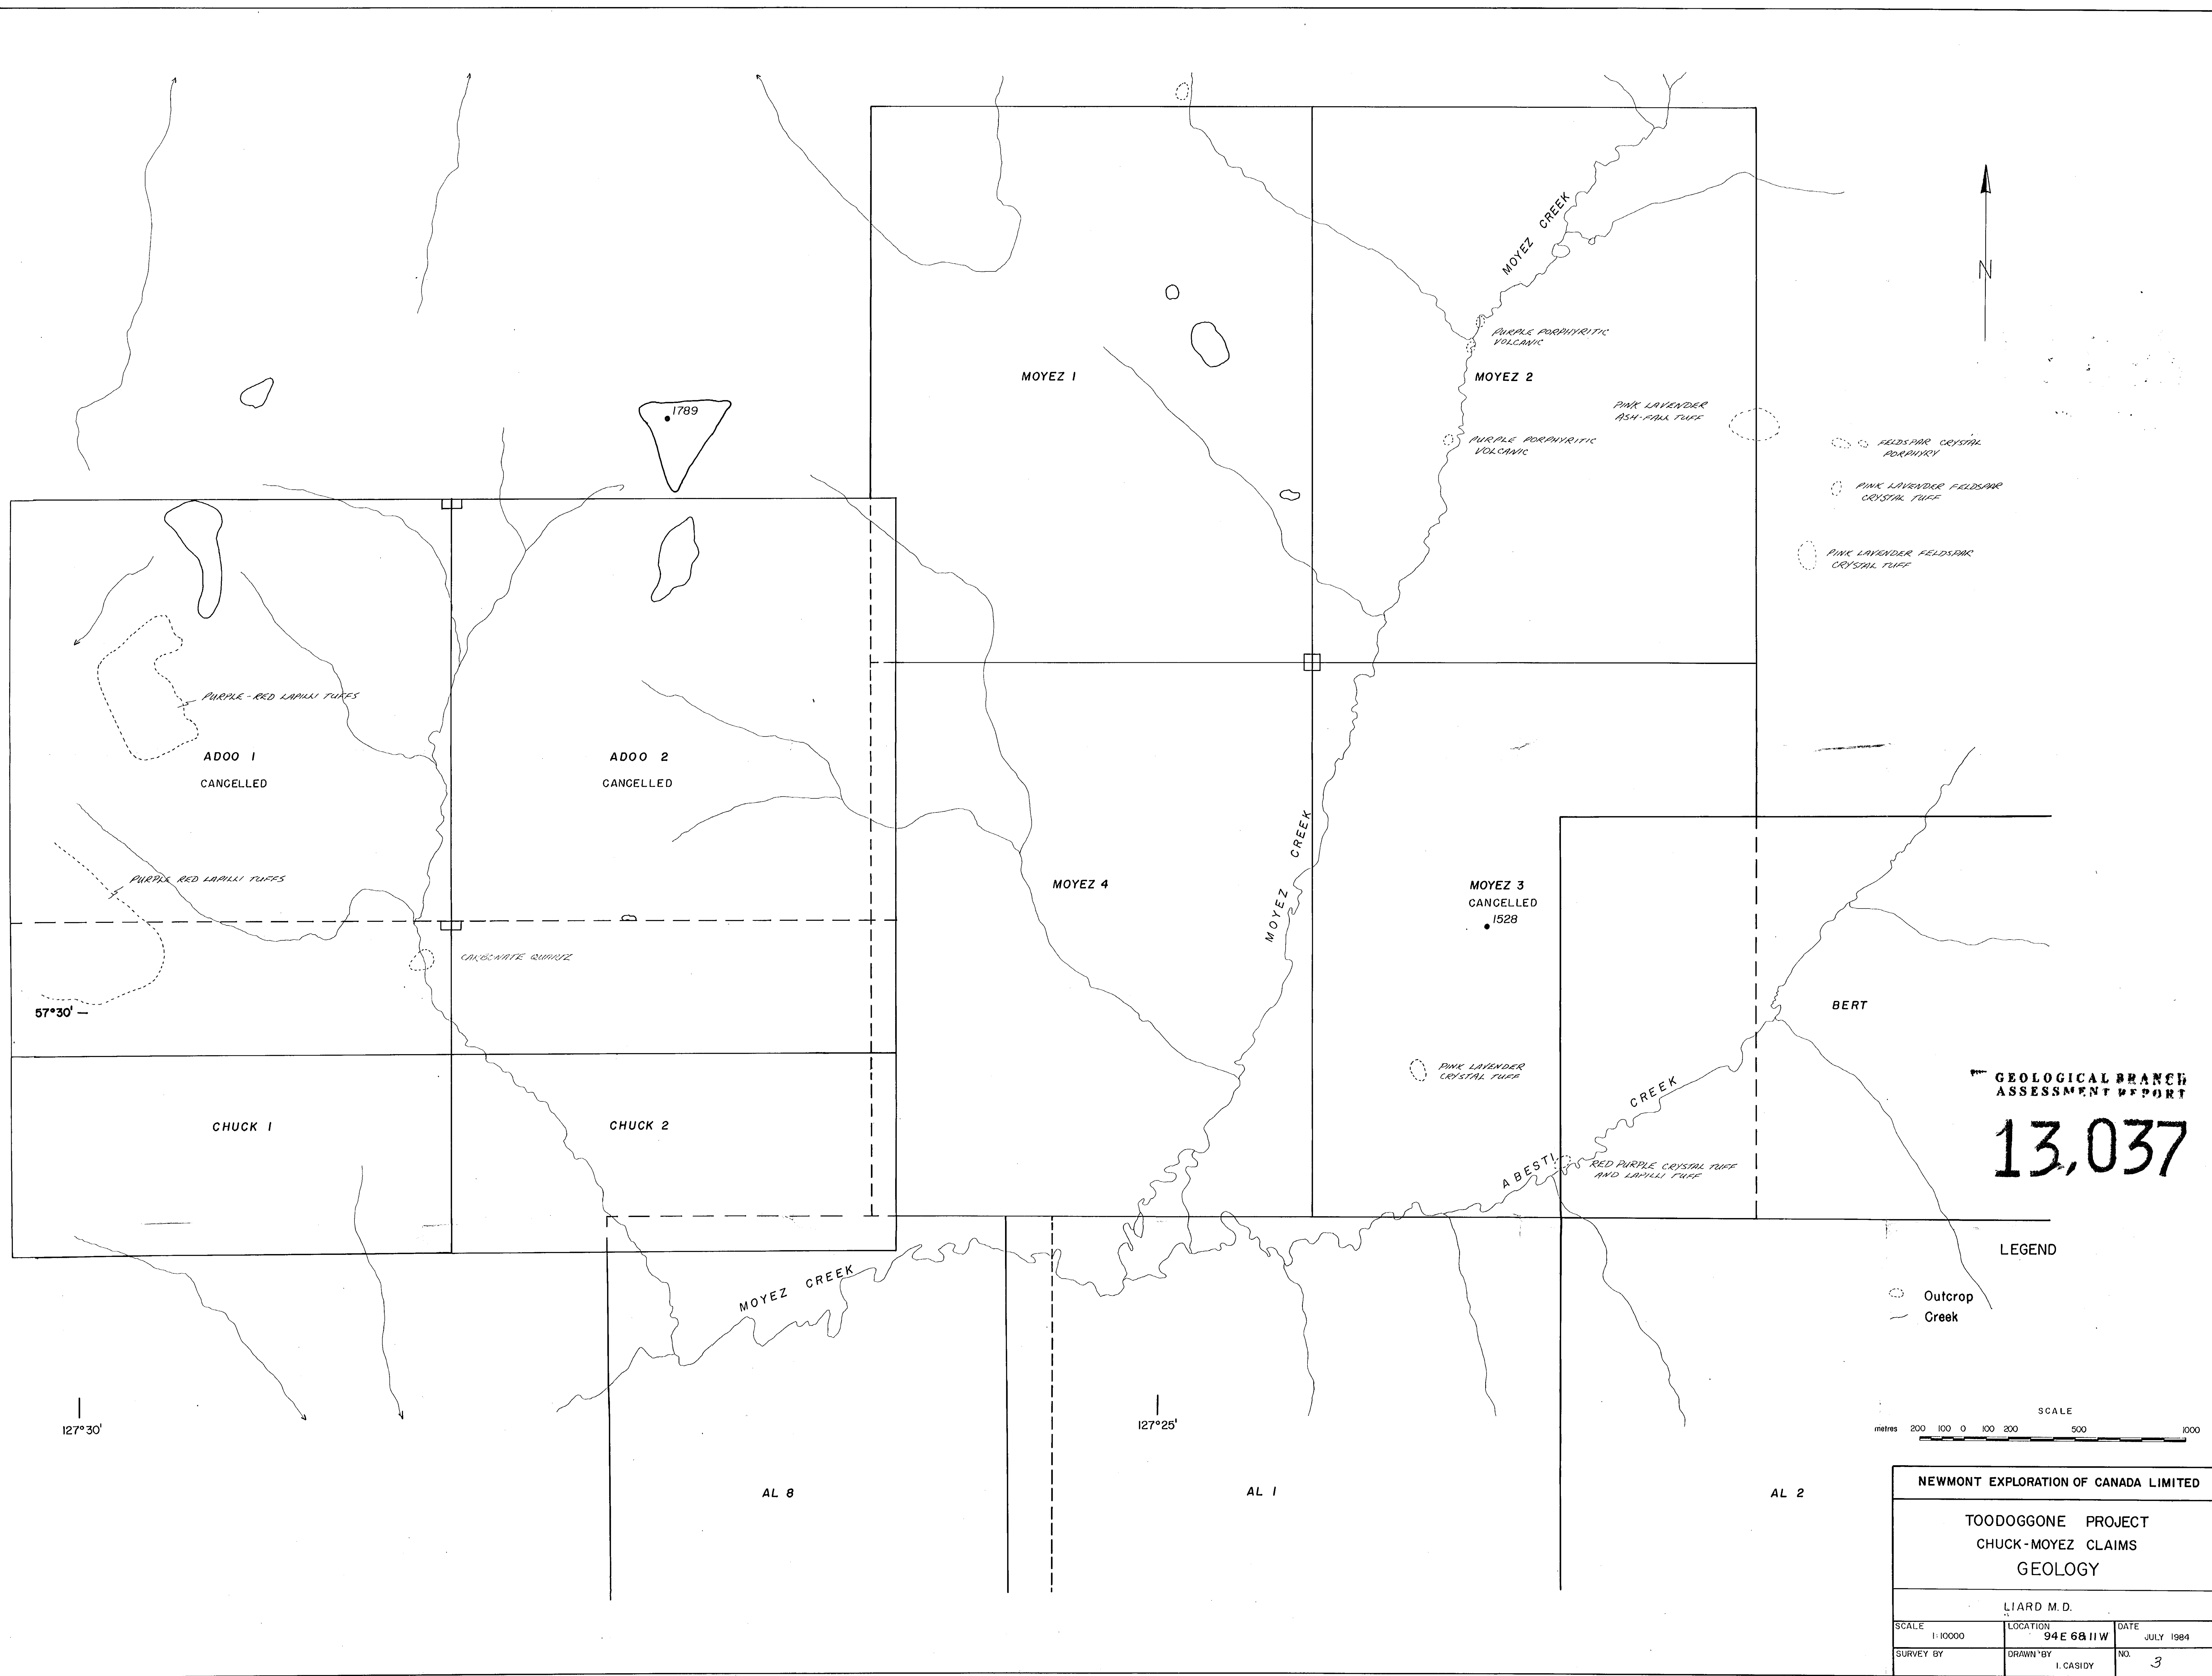 MOYEZ CREEK
PURPLE PORPHYRITIC
VOLCANIC
MOYEZ 1
MOYEZ 2
N
1789
PINK LAVENDER
ASH-FALL TUFF
PURPLE PORPHYRITIC
VOLCANIC
FELDSPAR CRYSTAL
PORPHYRY
PINK LAVENDER FELDSPAR
CRYSTAL TUFF
PINK LAVENDER FELDSPAR
CRYSTAL TUFF
PURPLE-RED LAPILLI TUFFS
ADOO 1
CANCELLED
ADOO 2
CANCELLED
PURPLE RED LAPILLI TUFFS
MOYEZ 4
MOYEZ CREEK
MOYEZ 3
CANCELLED
1528
CARBONATE QUARTZ
57°30'
BERT
PINK LAVENDER
CRYSTAL TUFF
GEOLOGICAL BRANCH
ASSESSMENT REPORT
13,037
CHUCK 1
CHUCK 2
ABESTI CREEK
RED PURPLE CRYSTAL TUFF
AND LAPILLI TUFF
MOYEZ CREEK
LEGEND
Outcrop
Creek
127°30'
127°25'
SCALE
metres 200 100 0 100 200 500 1000
AL 8
AL 1
AL 2
NEWMONT EXPLORATION OF CANADA LIMITED
TOODOGGONE PROJECT
CHUCK-MOYEZ CLAIMS
GEOLOGY
LIARD M.D.
SCALE 1:10000
LOCATION 94E 6&11W
DATE JULY 1984
SURVEY BY
DRAWN BY I. CASIDY
NO. 3